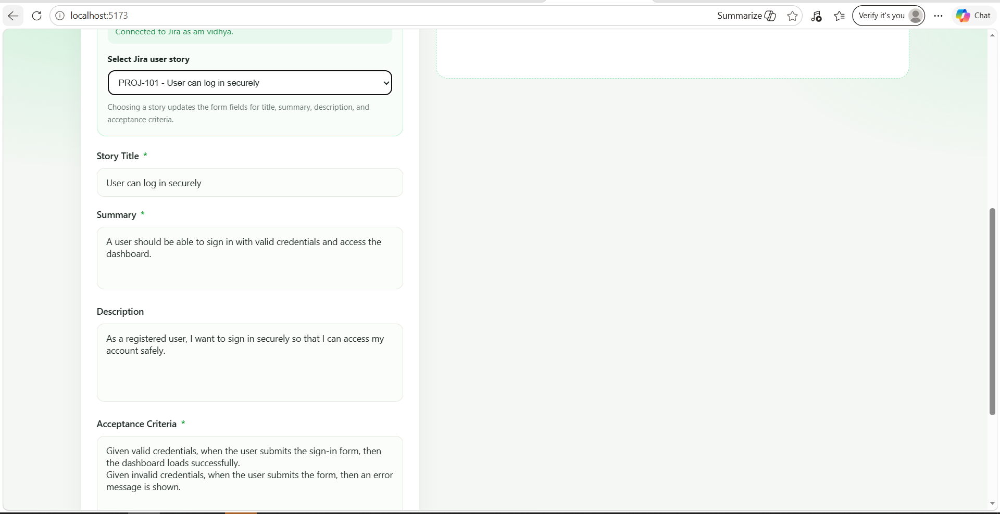 localhost:5173
Summarize
Verify it's you
Chat
Connected to Jira as am vidhya.
Select Jira user story
PROJ-101 - User can log in securely
Choosing a story updates the form fields for title, summary, description, and
acceptance criteria.
Story Title *
User can log in securely
Summary *
A user should be able to sign in with valid credentials and access the
dashboard.
Description
As a registered user, I want to sign in securely so that I can access my
account safely.
Acceptance Criteria *
Given valid credentials, when the user submits the sign-in form, then
the dashboard loads successfully.
Given invalid credentials, when the user submits the form, then an error
message is shown.